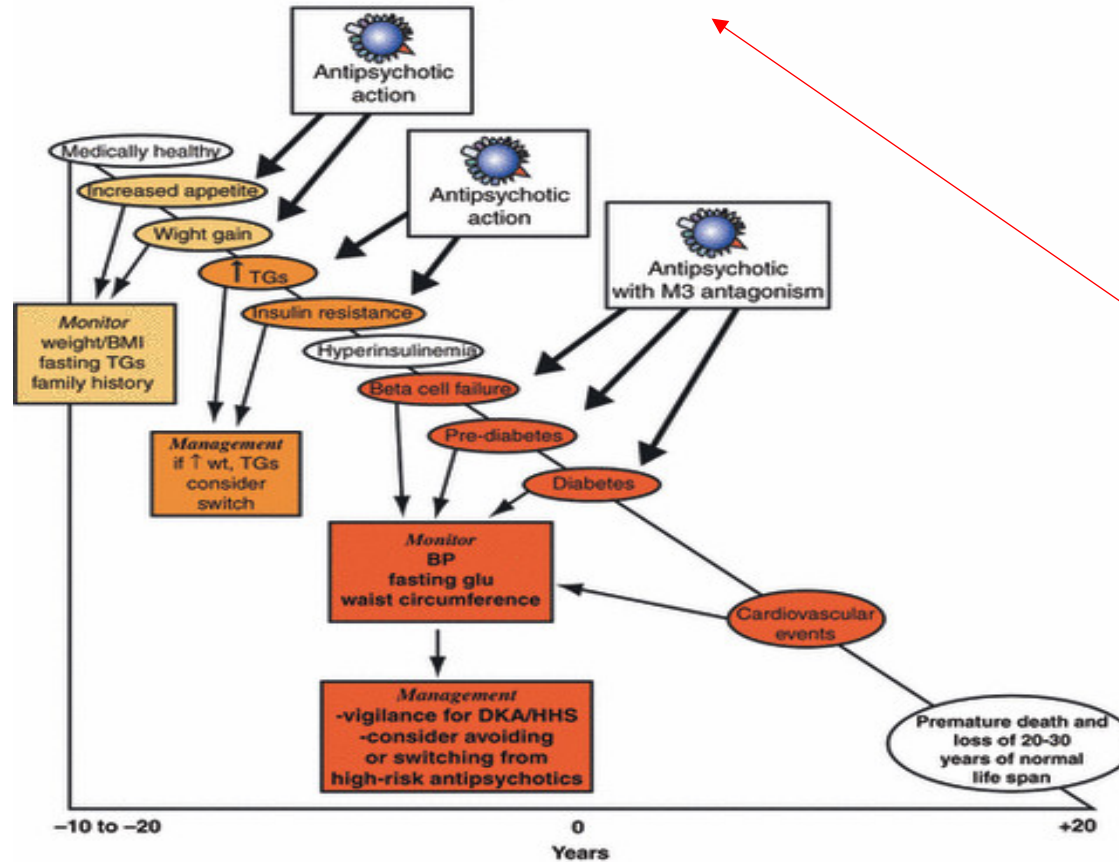 Antipsychotic
action
Antipsychotic
action
Antipsychotic
with M3 antagonism
Medically healthy
Increased appetite
Wight gain
↑ TGs
Insulin resistance
Hyperinsulinemia
Beta cell failure
Pre-diabetes
Diabetes
Cardiovascular
events
Premature death and
loss of 20-30
years of normal
life span
Monitor
weight/BMI
fasting TGs
family history
Management
if ↑ wt, TGs
consider
switch
Monitor
BP
fasting glu
waist circumference
Management
-vigilance for DKA/HHS
-consider avoiding
or switching from
high-risk antipsychotics
–10 to –20
0
+20
Years